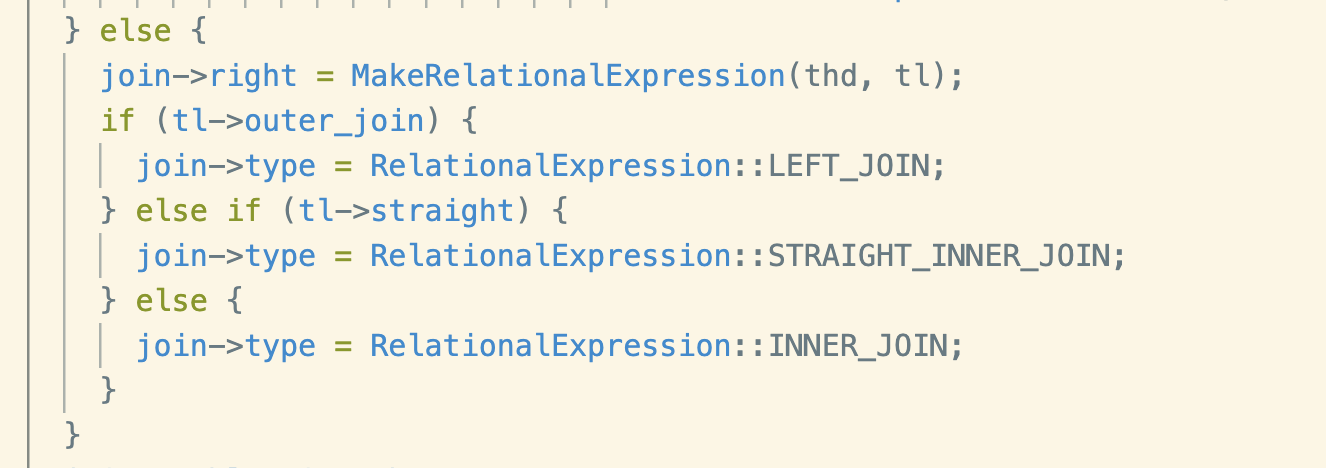 } else {
join->right = MakeRelationalExpression(thd, tl);
if (tl->outer_join) {
join->type = RelationalExpression::LEFT_JOIN;
} else if (tl->straight) {
join->type = RelationalExpression::STRAIGHT_INNER_JOIN;
} else {
join->type = RelationalExpression::INNER_JOIN;
}
}